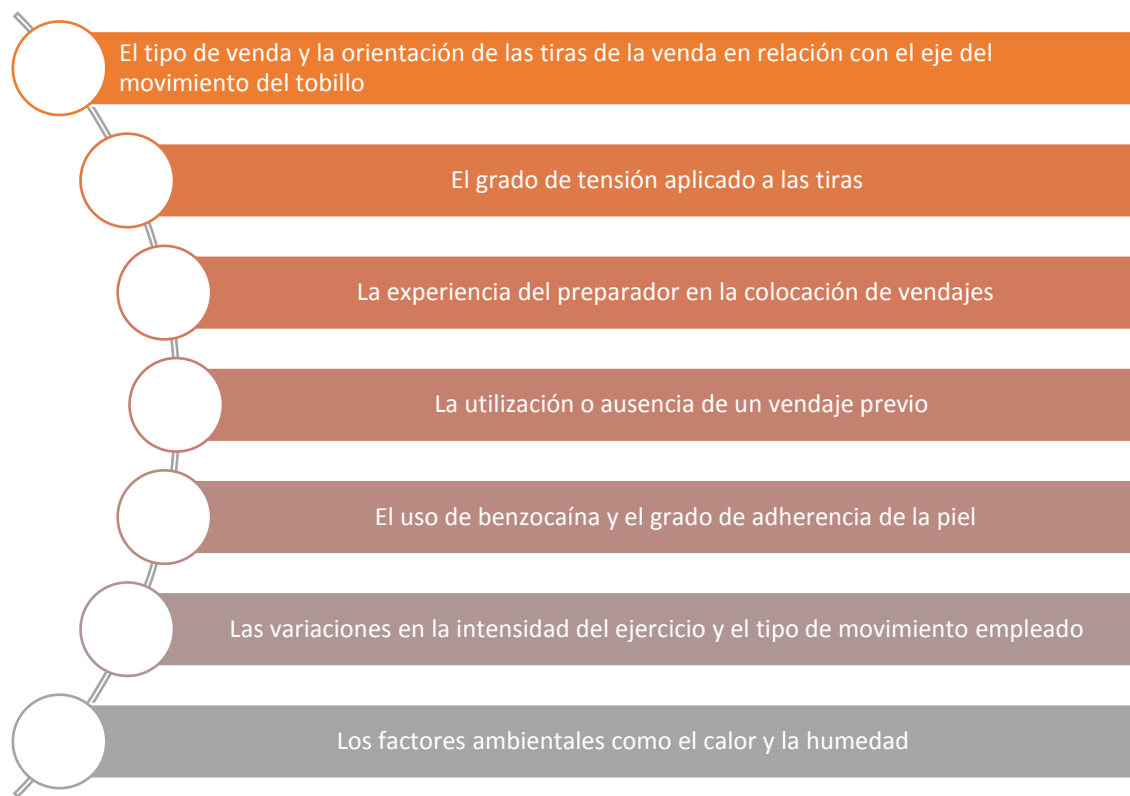 El tipo de venda y la orientación de las tiras de la venda en relación con el eje del
movimiento del tobillo
El grado de tensión aplicado a las tiras
La experiencia del preparador en la colocación de vendajes
La utilización o ausencia de un vendaje previo
El uso de benzocaína y el grado de adherencia de la piel
Las variaciones en la intensidad del ejercicio y el tipo de movimiento empleado
Los factores ambientales como el calor y la humedad